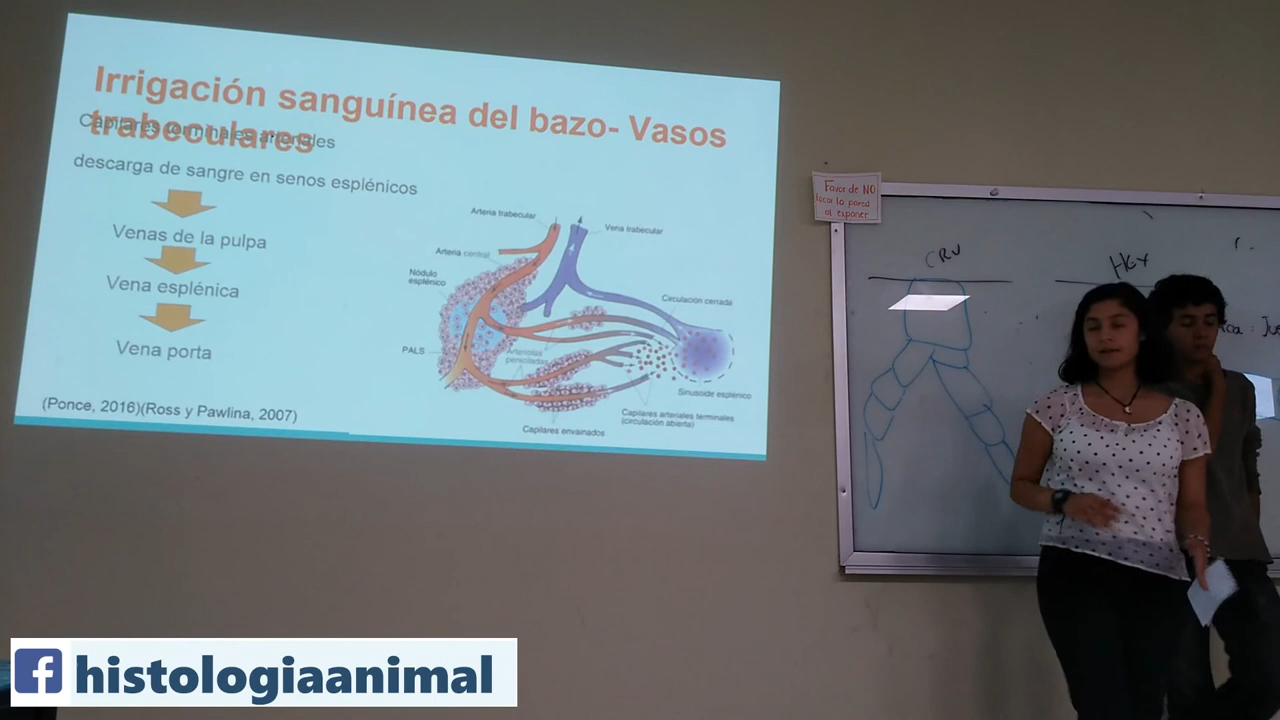 Irrigación sanguínea del bazo- Vasos
trabeculares
Capilares terminales arteriales
descarga de sangre en senos esplénicos
Venas de la pulpa
Vena esplénica
Vena porta
(Ponce, 2016)(Ross y Pawlina, 2007)
Arteria trabecular
Vena trabecular
Arteria central
Nódulo
esplénico
Circulación cerrada
PALS
Arteriolas
peniciladas
Sinusoide esplénico
Capilares arteriales terminales
(circulación abierta)
Capilares envainados
Favor de NO
tocar la pared
al exponer
CRU
histologiaanimal